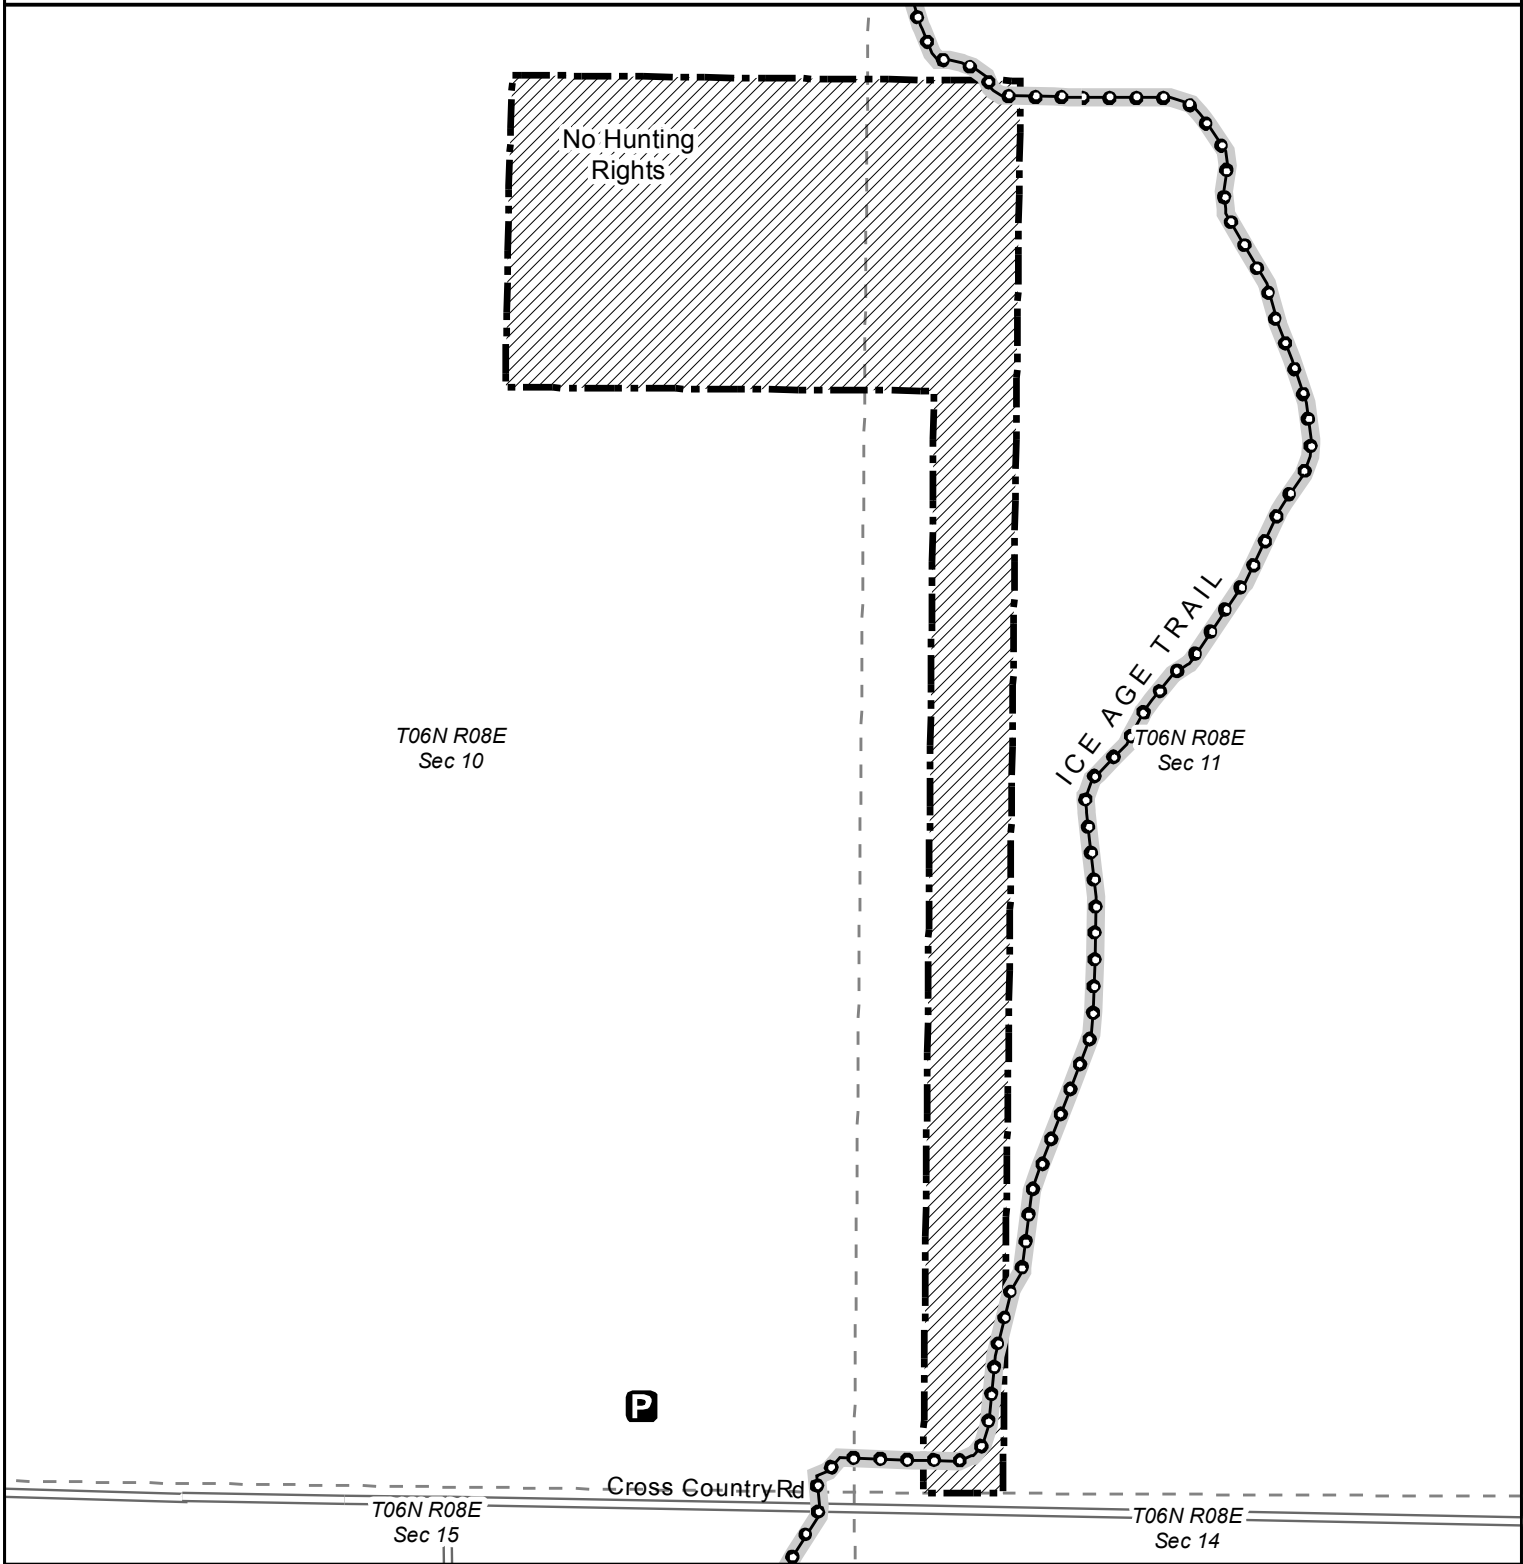 No Hunting
Rights
ICE AGE TRAIL
T06N R08E
Sec 10
T06N R08E
Sec 11
P
Cross Country Rd
T06N R08E
Sec 15
T06N R08E
Sec 14